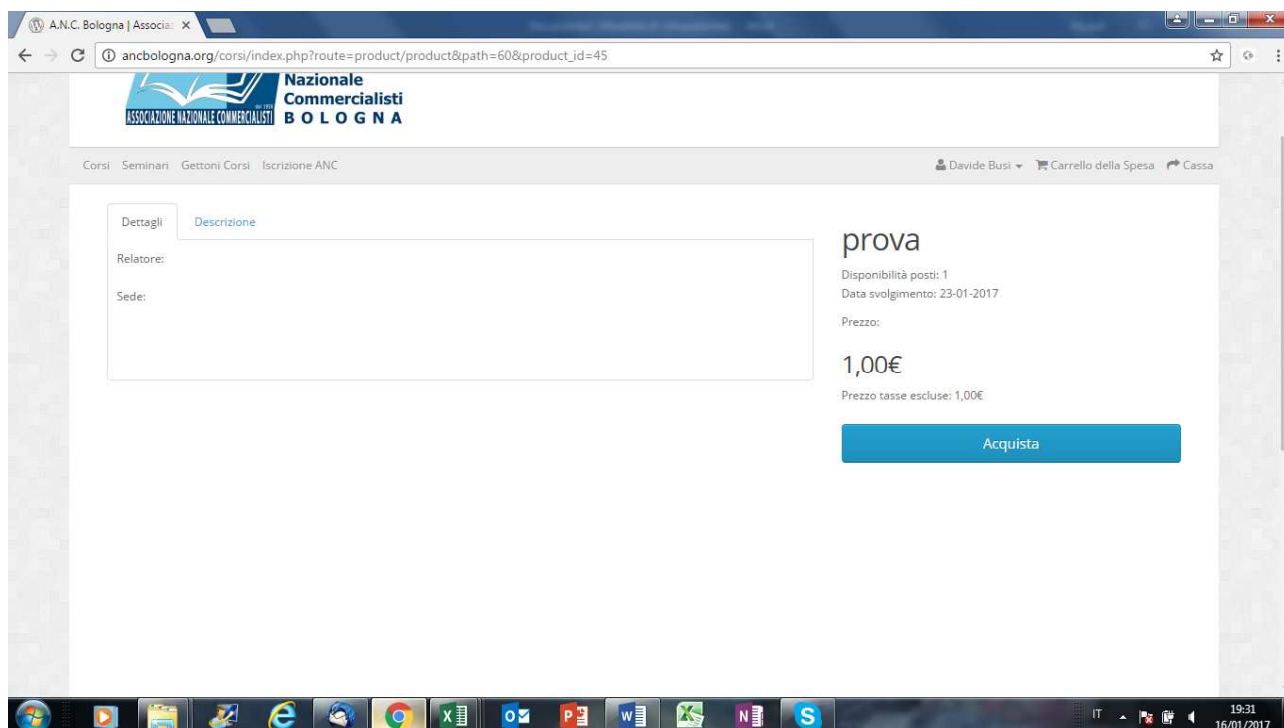 A.N.C. Bologna | Associa
ancbologna.org/corsi/index.php?route=product/product&path=60&product_id=45
Nazionale
Commercialisti
BOLOGNA
ASSOCIAZIONE NAZIONALE COMMERCIALISTI
Corsi Seminari Gettoni Corsi Iscrizione ANC
Davide Busi Carrello della Spesa Cassa
Dettagli Descrizione
Relatore:
Sede:
prova
Disponibilità posti: 1
Data svolgimento: 23-01-2017
Prezzo:
1,00€
Prezzo tasse escluse: 1,00€
Acquista
IT
19:31
16/01/2017